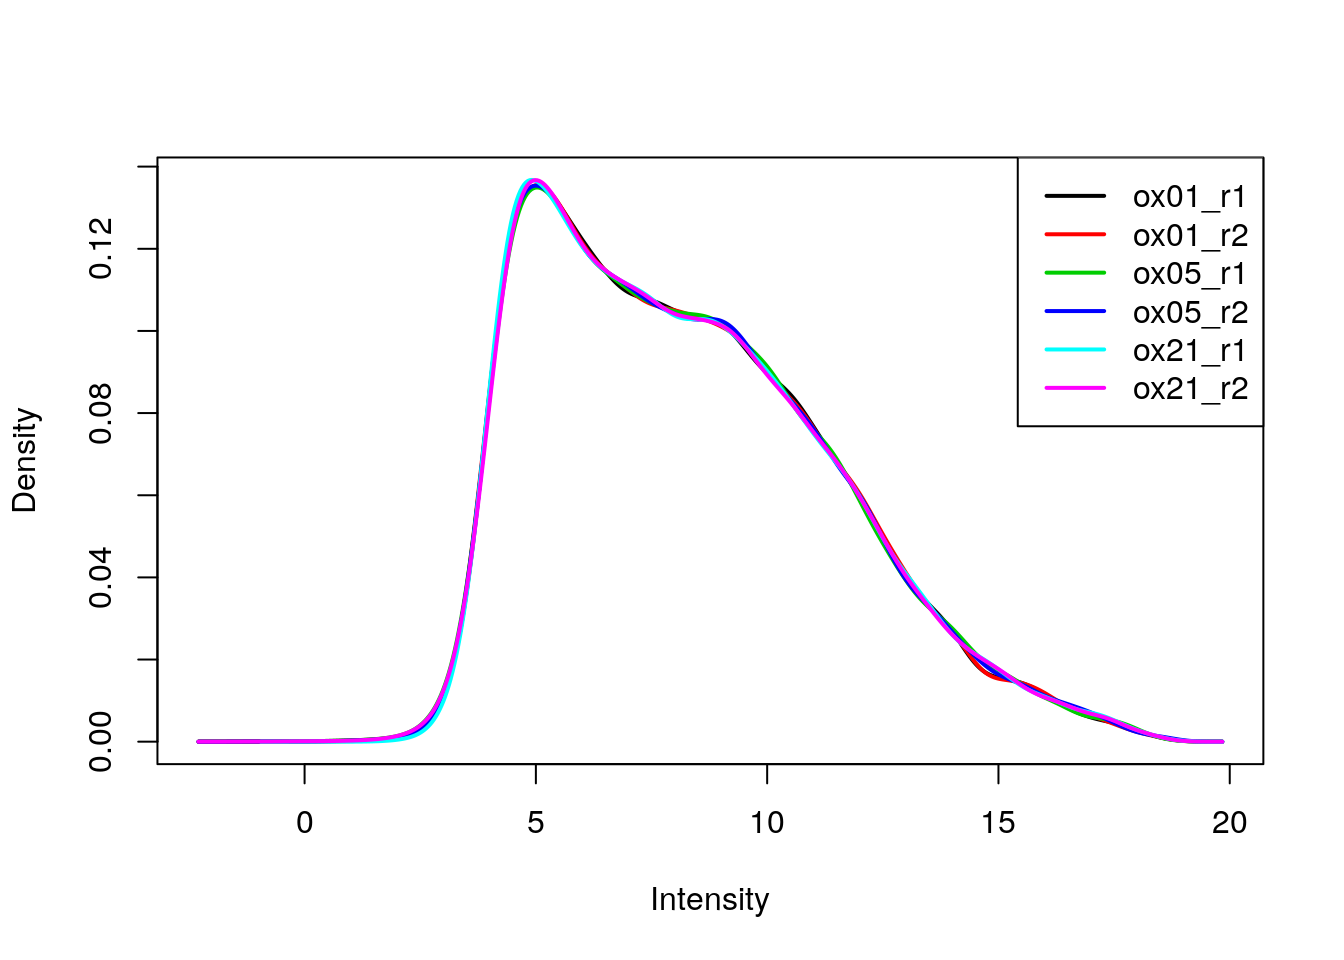 ox01_r1
ox01_r2
ox05_r1
ox05_r2
ox21_r1
ox21_r2
Density
0.12
0.08
0.04
0.00
0 5 10 15 20
Intensity